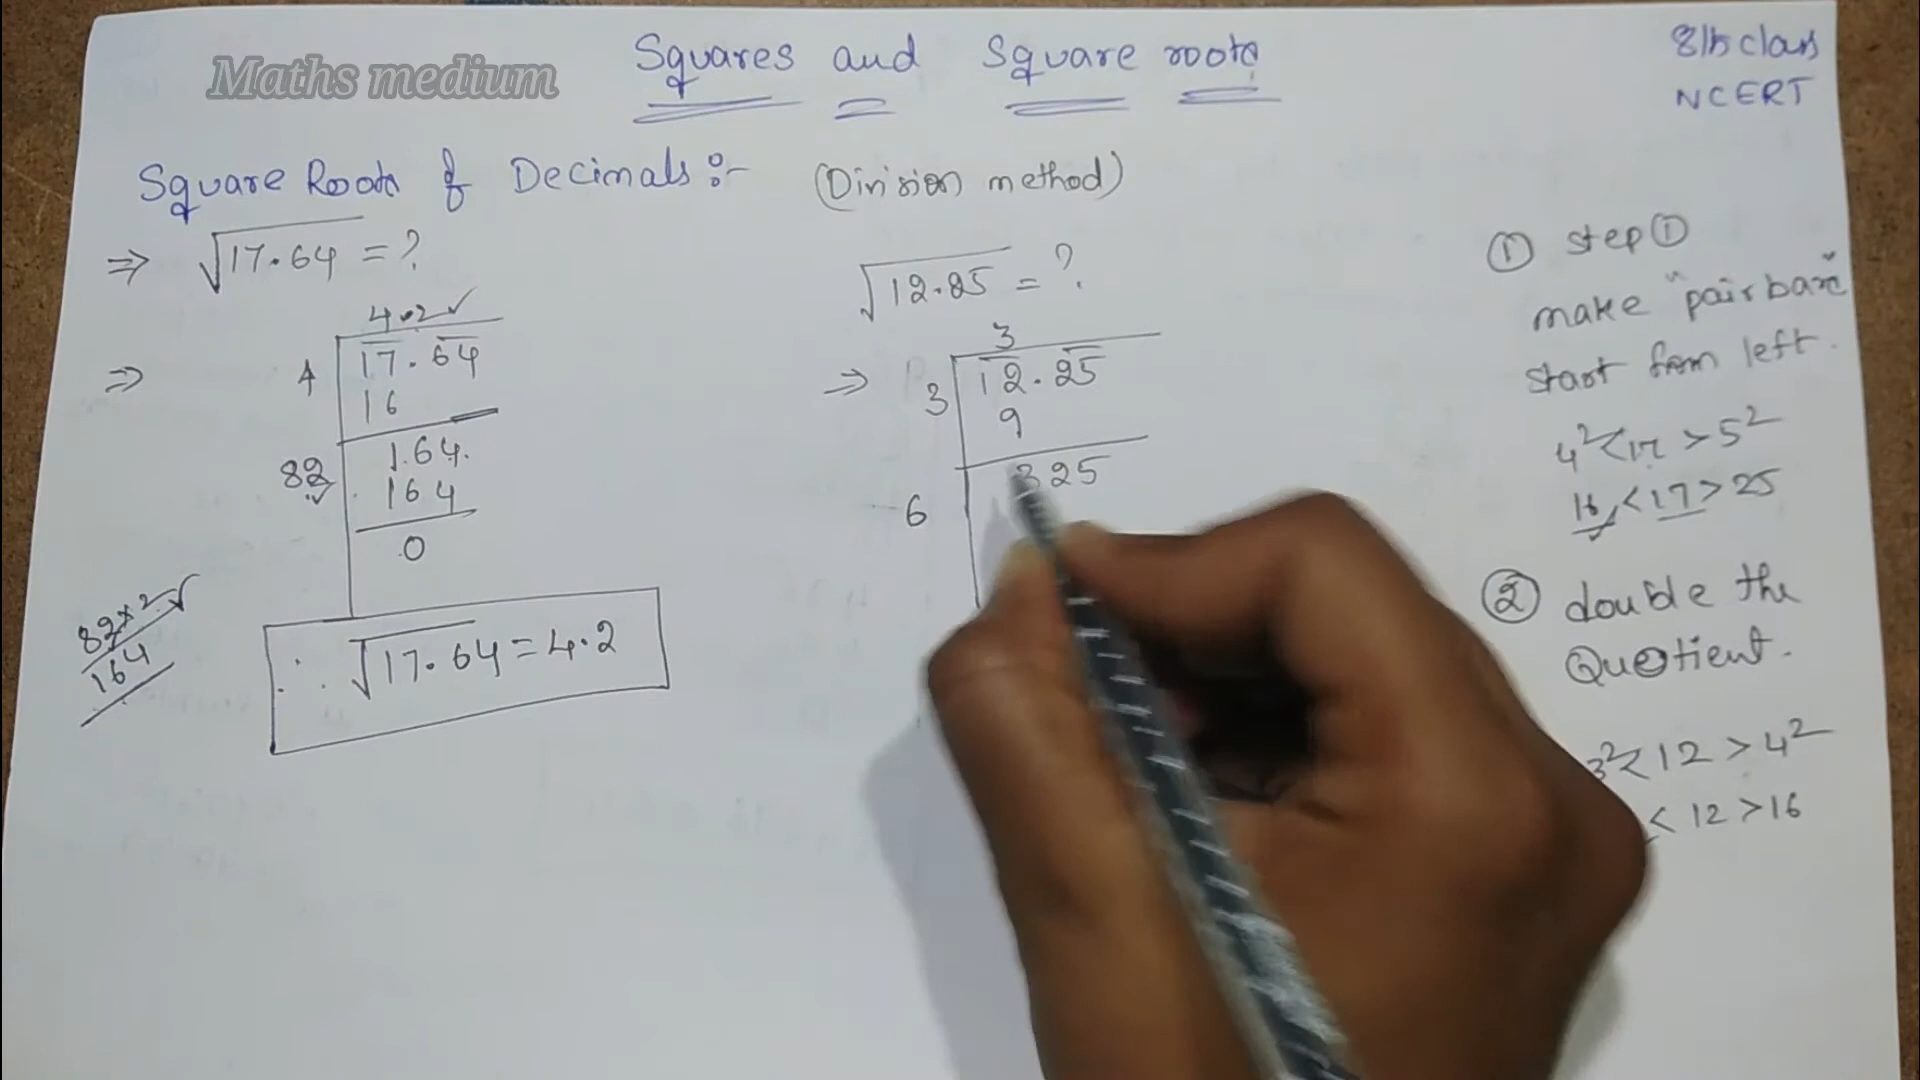 Maths medium
Squares and Square roots
8th class
NCERT
Square Roots of Decimals :- (Division method)
⇒ √17.64 = ?
4.2 ✓
⇒ 4 17.64
16
82 1.64.
164
0
82×2 ✓
164
∴ √17.64 = 4.2
√12.25 = ?
3
⇒ 3 12.25
9
6 325
① step ①
make "pair bars"
start from left.
4² < 17 > 5²
16 < 17 > 25
② double the
Quotient.
3² < 12 > 4²
< 12 > 16